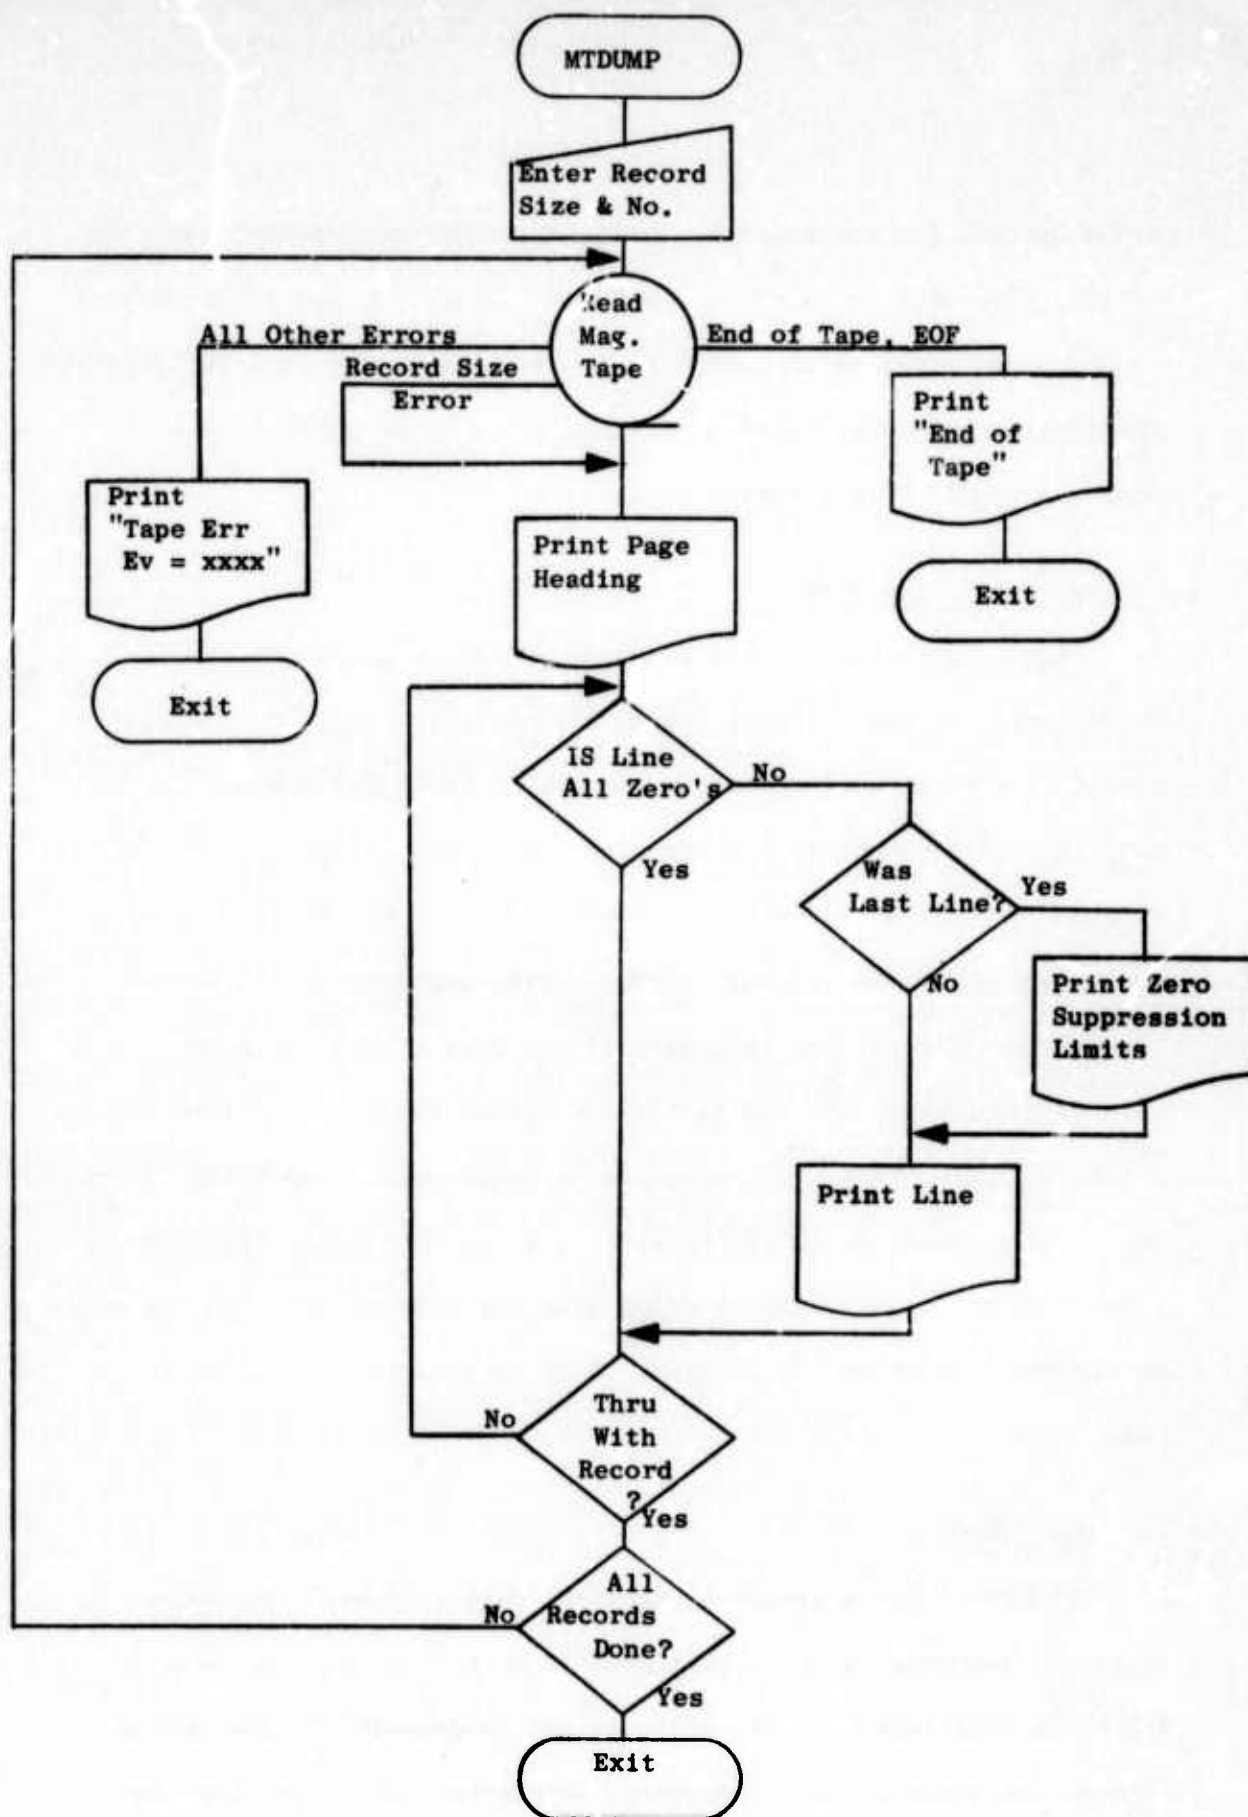 MTDUMP
Enter Record
Size & No.
Read
Mag.
Tape
All Other Errors
Record Size
Error
End of Tape, EOF
Print
"End of
Tape"
Exit
Print
"Tape Err
Ev = xxxx"
Exit
Print Page
Heading
IS Line
All Zero's
No
Yes
Was
Last Line?
Yes
No
Print Zero
Suppression
Limits
Print Line
Thru
With
Record
?
No
Yes
All
Records
Done?
No
Yes
Exit